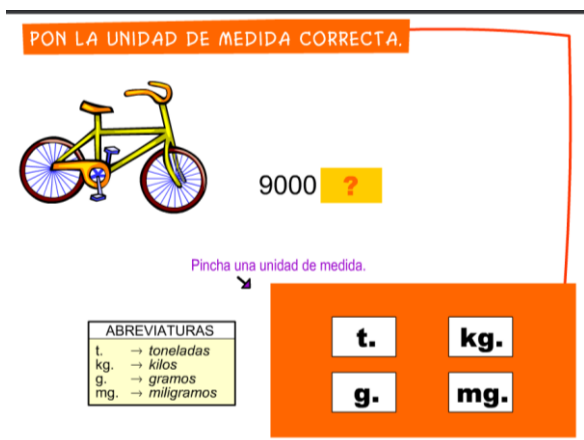 PON LA UNIDAD DE MEDIDA CORRECTA.
9000 ?
Pincha una unidad de medida.
ABREVIATURAS
t. → toneladas
kg. → kilos
g. → gramos
mg. → miligramos
t. kg.
g. mg.